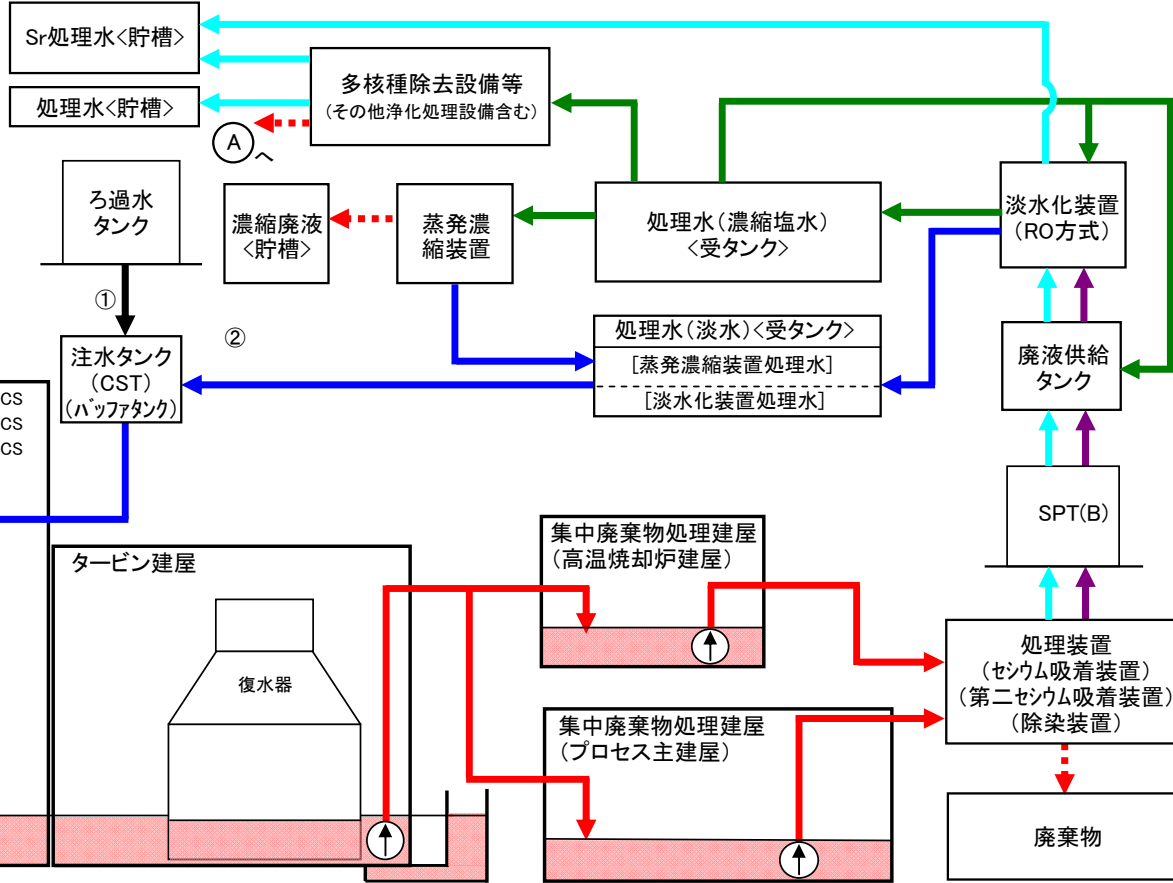 Sr処理水<貯槽>
処理水<貯槽>
多核種除去設備等
(その他浄化処理設備含む)
A
へ
ろ過水
タンク
濃縮廃液
<貯槽>
蒸発濃
縮装置
処理水(濃縮塩水)
<受タンク>
淡水化装置
(RO方式)
①
②
注水タンク
(CST)
(バッファタンク)
処理水(淡水)<受タンク>
[蒸発濃縮装置処理水]
[淡水化装置処理水]
廃液供給
タンク
CS
CS
CS
SPT(B)
タービン建屋
復水器
集中廃棄物処理建屋
(高温焼却炉建屋)
集中廃棄物処理建屋
(プロセス主建屋)
処理装置
(セシウム吸着装置)
(第二セシウム吸着装置)
(除染装置)
廃棄物